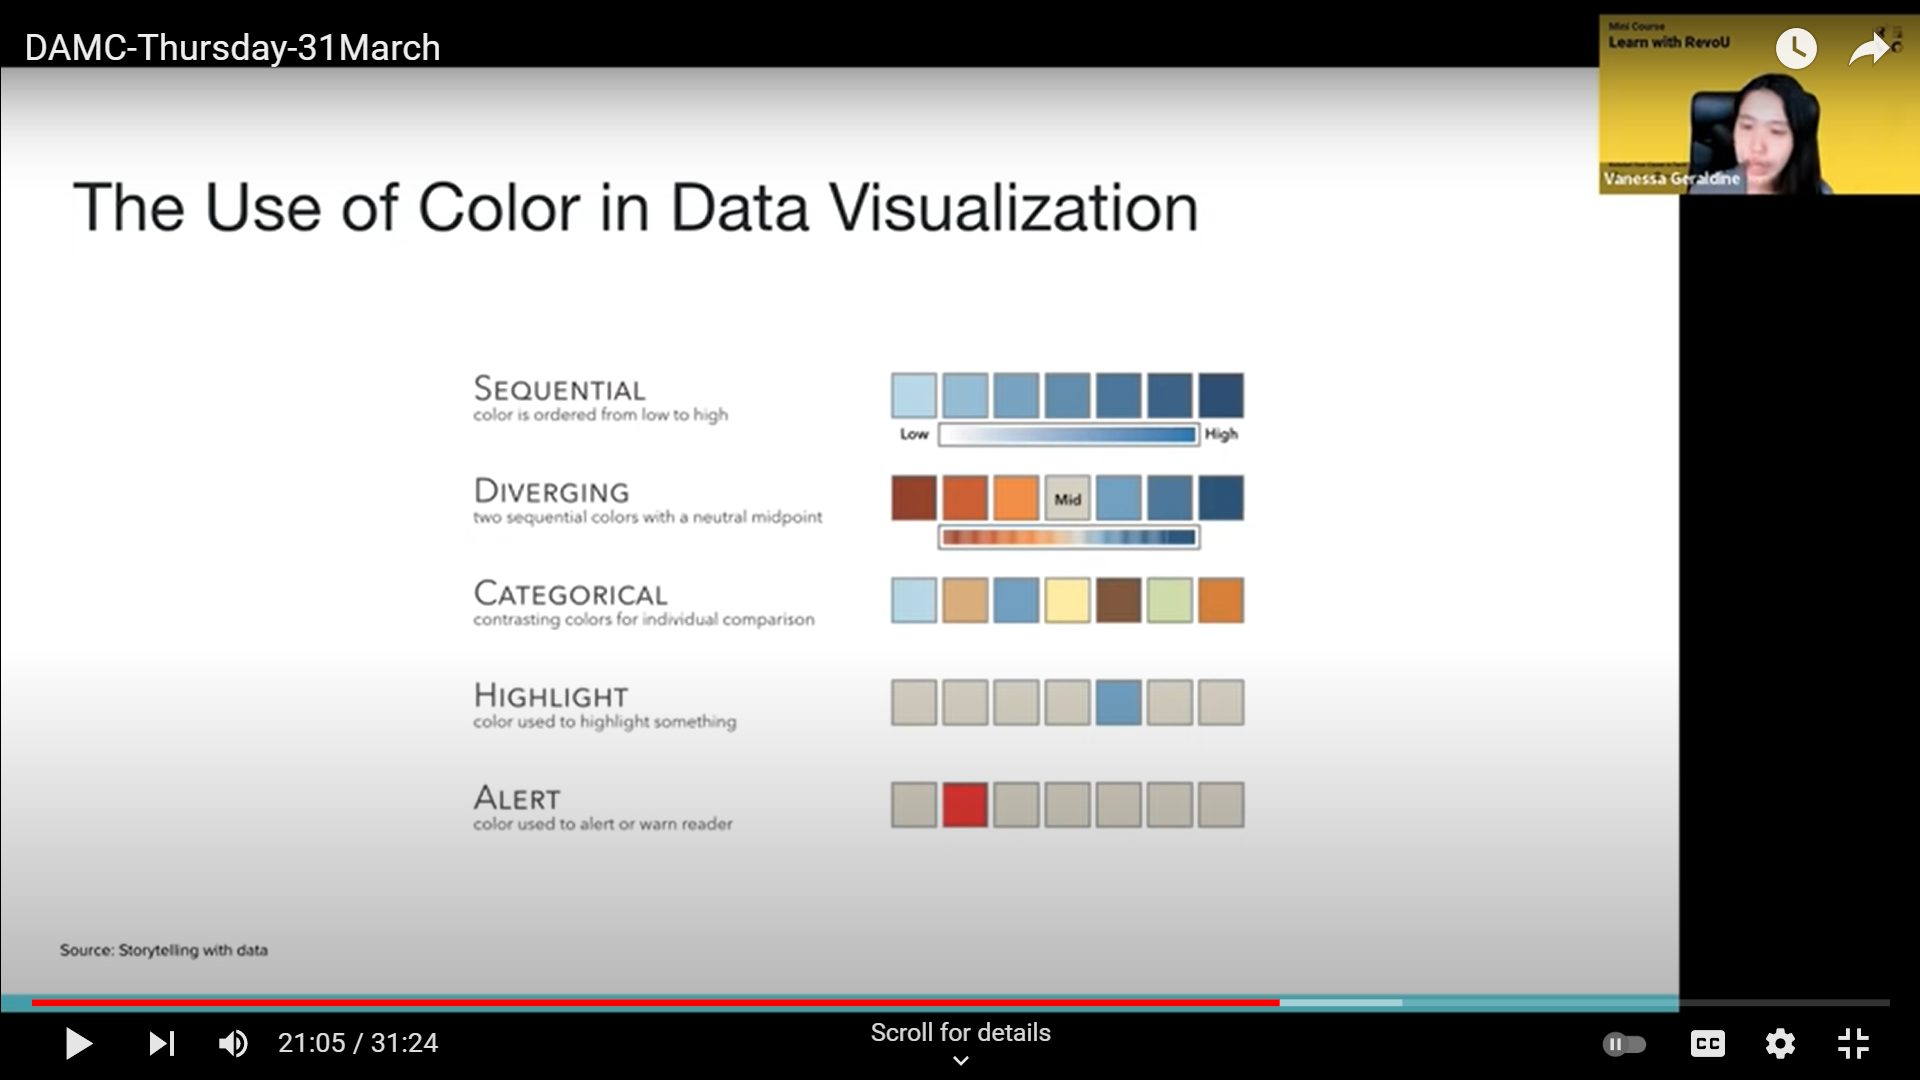 DAMC-Thursday-31March
Mini Course
Learn with RevoU
Vanessa Geraldine
The Use of Color in Data Visualization
SEQUENTIAL
color is ordered from low to high
Low
High
DIVERGING
two sequential colors with a neutral midpoint
Mid
CATEGORICAL
contrasting colors for individual comparison
HIGHLIGHT
color used to highlight something
ALERT
color used to alert or warn reader
Source: Storytelling with data
21:05 / 31:24
Scroll for details
CC